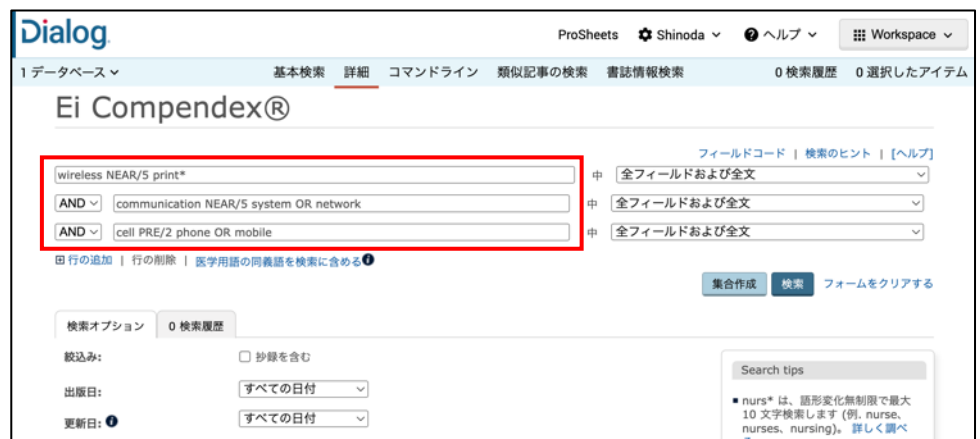 Dialog
ProSheets Shinoda ヘルプ Workspace
1 データベース 基本検索 詳細 コマンドライン 類似記事の検索 書誌情報検索 0 検索履歴 0 選択したアイテム
Ei Compendex®
フィールドコード | 検索のヒント | [ヘルプ]
wireless NEAR/5 print* 中 全フィールドおよび全文
AND communication NEAR/5 system OR network 中 全フィールドおよび全文
AND cell PRE/2 phone OR mobile 中 全フィールドおよび全文
行の追加 | 行の削除 | 医学用語の同義語を検索に含める
集合作成 検索 フォームをクリアする
検索オプション 0 検索履歴
絞込み: 抄録を含む
出版日: すべての日付
更新日: すべての日付
Search tips
nurs* は、語形変化無制限で最大
10 文字検索します (例. nurse、
nurses、nursing)。 詳しく調べ